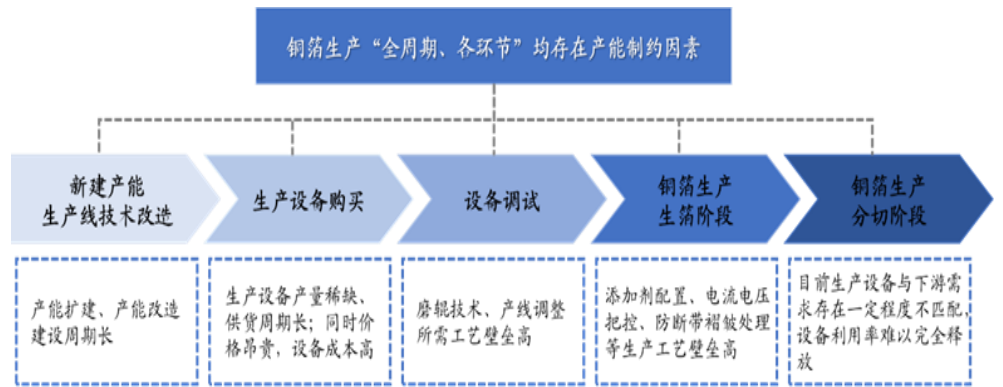 铜箔生产“全周期、各环节”均存在产能制约因素
新建产能
生产线技术改造
生产设备购买
设备调试
铜箔生产
生箔阶段
铜箔生产
分切阶段
产能扩建、产能改造
建设周期长
生产设备产量稀缺、
供货周期长；同时价
格昂贵，设备成本高
磨辊技术、产线调整
所需工艺壁垒高
添加剂配置、电流电压
把控、防断带褶皱处理
等生产工艺壁垒高
目前生产设备与下游需
求存在一定程度不匹配，
设备利用率难以完全释
放